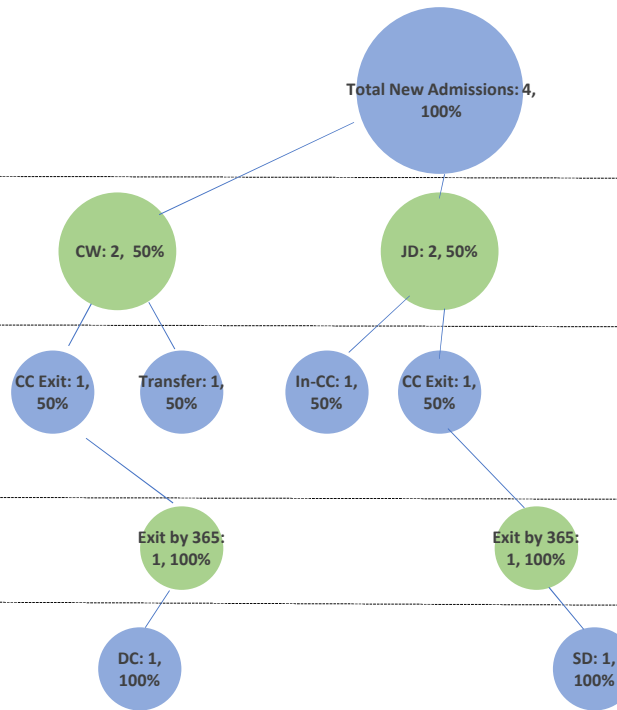 Total New Admissions: 4,
100%
CW: 2, 50%
JD: 2, 50%
CC Exit: 1,
50%
Transfer: 1,
50%
In-CC: 1,
50%
CC Exit: 1,
50%
Exit by 365:
1, 100%
Exit by 365:
1, 100%
DC: 1,
100%
SD: 1,
100%